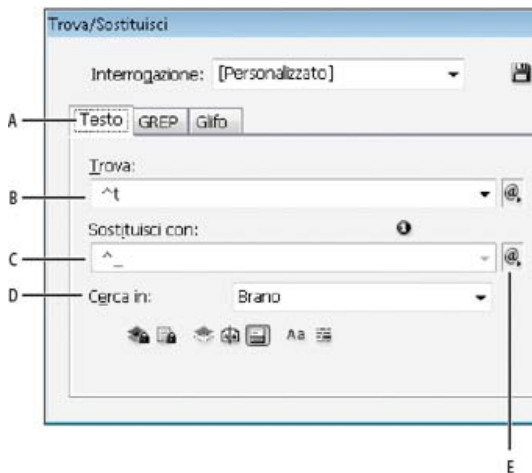 Trova/Sostituisci
Interrogazione: [Personalizzato]
A
Testo GREP Glifo
Trova:
B ^t @
Sostituisci con:
C ^_ @
D Cerca in: Brano
Aa
E